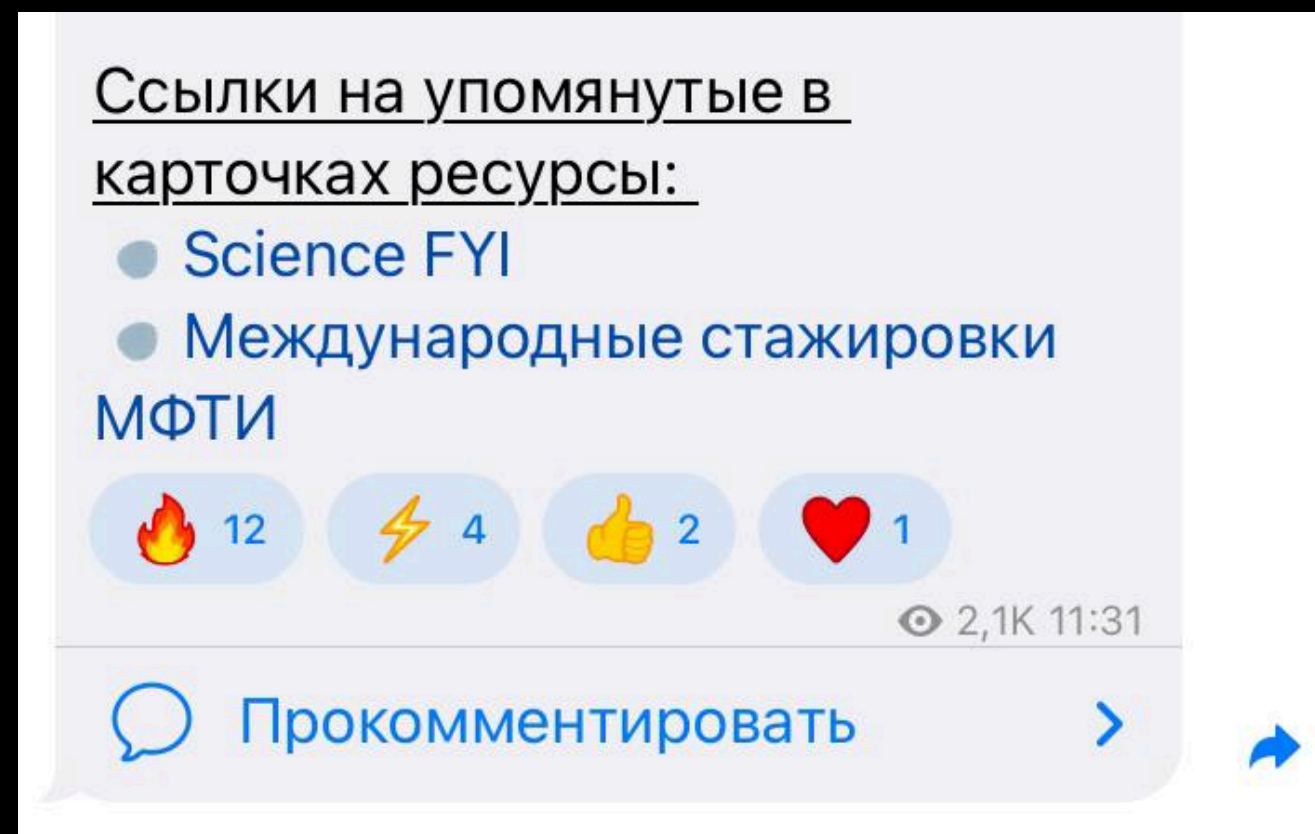 Ссылки на упомянутые в
карточках ресурсы:
Science FYI
Международные стажировки
МФТИ
12 4 2 1
2,1K 11:31
Прокомментировать